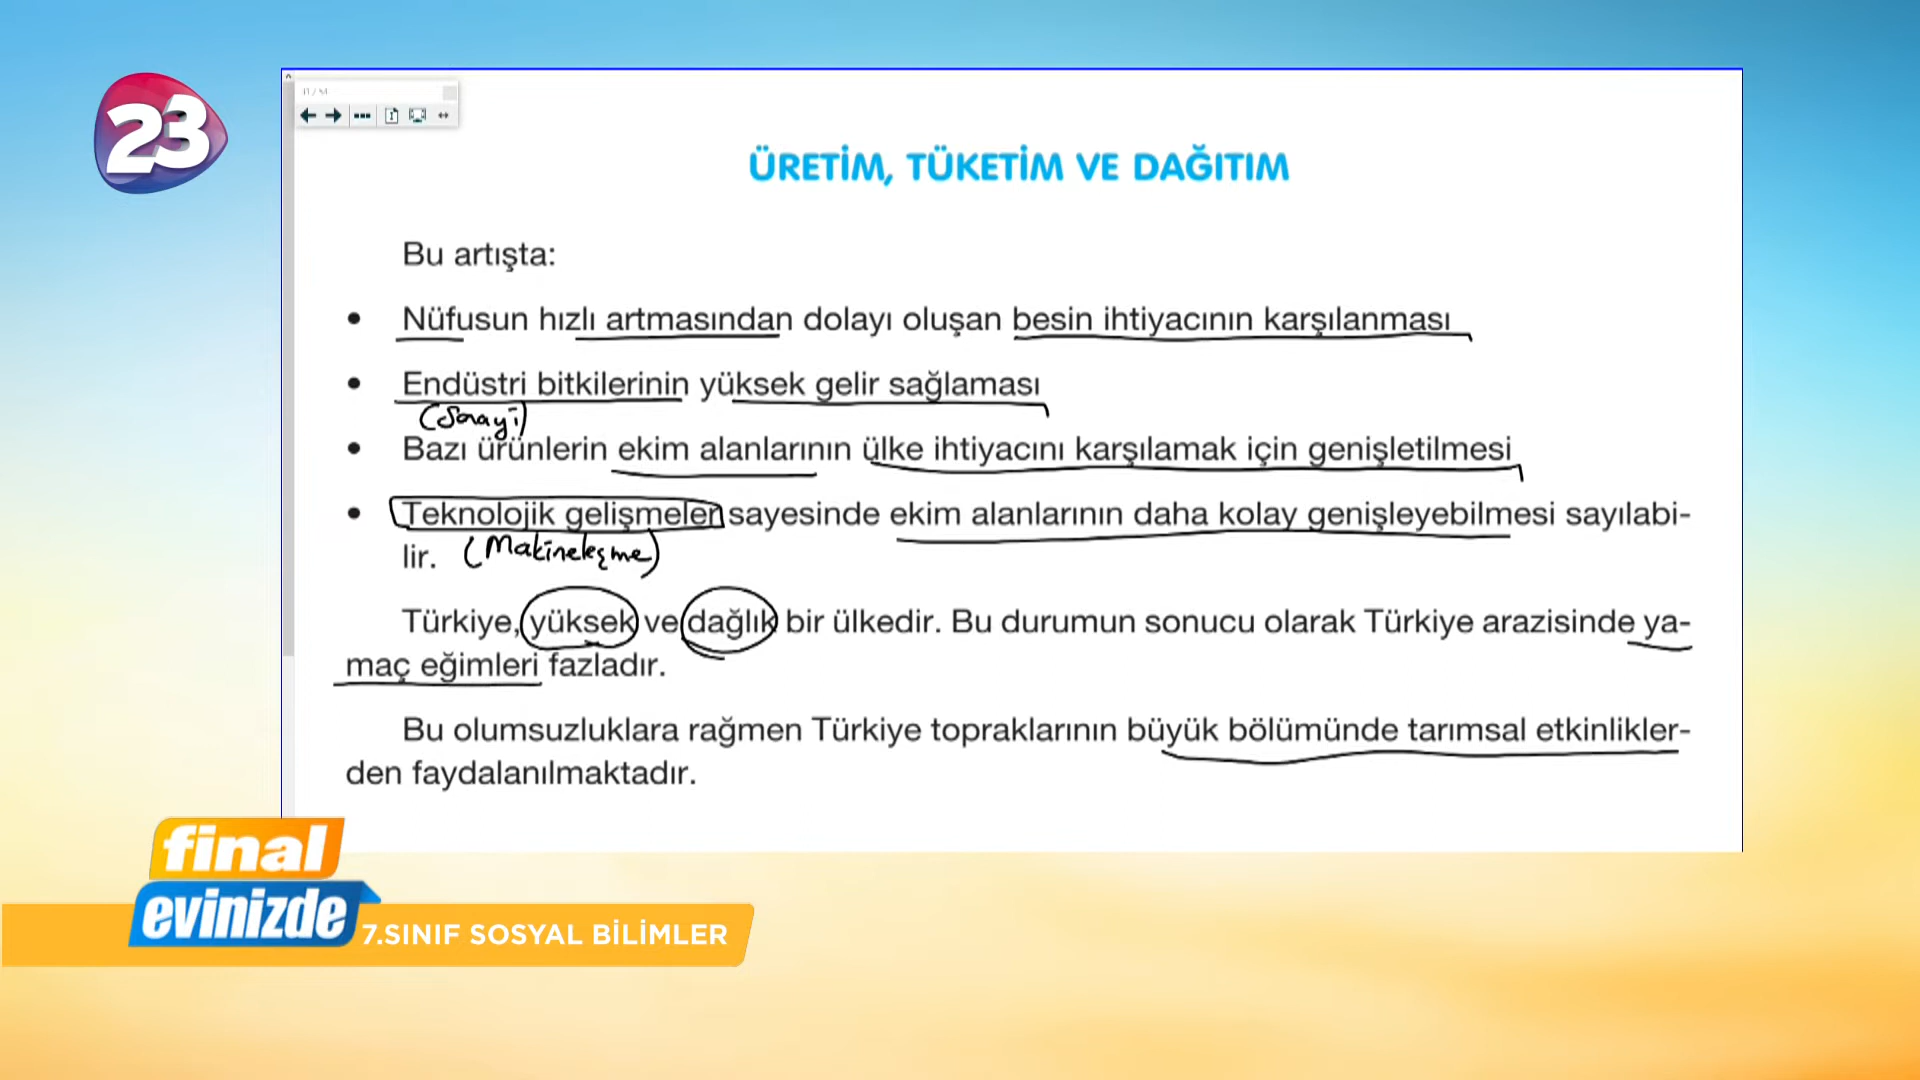 23
ÜRETİM, TÜKETİM VE DAĞITIM
Bu artışta:
• Nüfusun hızlı artmasından dolayı oluşan besin ihtiyacının karşılanması
• Endüstri bitkilerinin yüksek gelir sağlaması
(Sanayi)
• Bazı ürünlerin ekim alanlarının ülke ihtiyacını karşılamak için genişletilmesi
• Teknolojik gelişmeler sayesinde ekim alanlarının daha kolay genişleyebilmesi sayılabi-
lir. (Makineleşme)
Türkiye, yüksek ve dağlık bir ülkedir. Bu durumun sonucu olarak Türkiye arazisinde ya-
maç eğimleri fazladır.
Bu olumsuzluklara rağmen Türkiye topraklarının büyük bölümünde tarımsal etkinlikler-
den faydalanılmaktadır.
final
evinizde
7.SINIF SOSYAL BİLİMLER